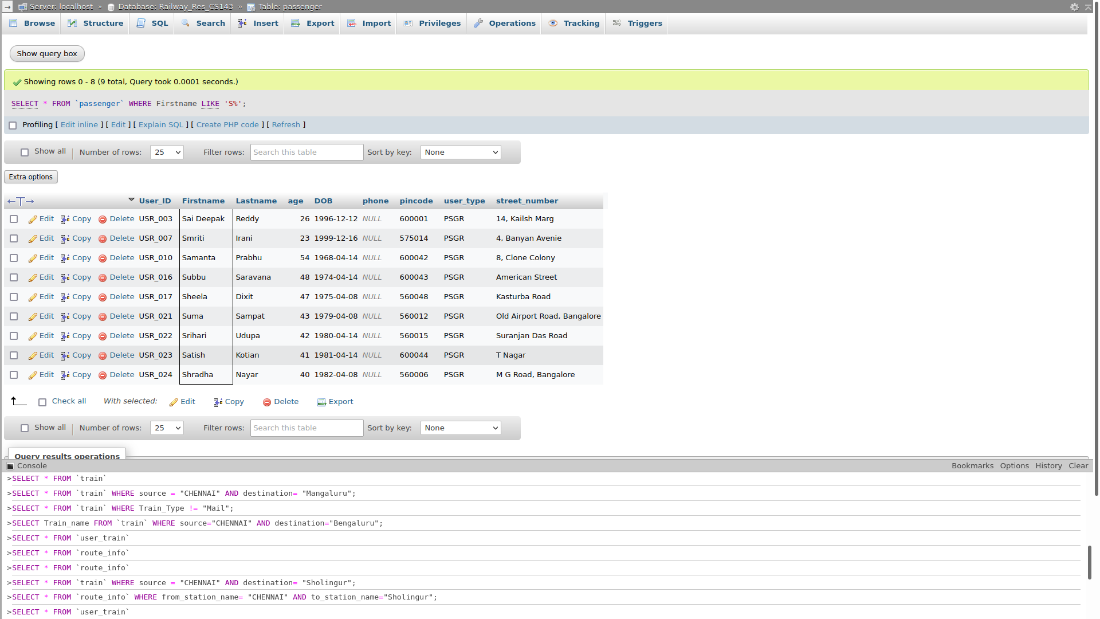 Server: localhost » Database: Railway_Res_CS143 » Table: passenger
Browse Structure SQL Search Insert Export Import Privileges Operations Tracking Triggers
Show query box
Showing rows 0 - 8 (9 total, Query took 0.0001 seconds.)
SELECT * FROM `passenger` WHERE Firstname LIKE 'S%';
Profiling [ Edit inline ] [ Edit ] [ Explain SQL ] [ Create PHP code ] [ Refresh ]
Show all Number of rows: 25 Filter rows: Search this table Sort by key: None
Extra options
←T→ User_ID Firstname Lastname age DOB phone pincode user_type street_number
Edit Copy Delete USR_003 Sai Deepak Reddy 26 1996-12-12 NULL 600001 PSGR 14, Kailsh Marg
Edit Copy Delete USR_007 Smriti Irani 23 1999-12-16 NULL 575014 PSGR 4, Banyan Avenie
Edit Copy Delete USR_010 Samanta Prabhu 54 1968-04-14 NULL 600042 PSGR 8, Clone Colony
Edit Copy Delete USR_016 Subbu Saravana 48 1974-04-14 NULL 600043 PSGR American Street
Edit Copy Delete USR_017 Sheela Dixit 47 1975-04-08 NULL 560048 PSGR Kasturba Road
Edit Copy Delete USR_021 Suma Sampat 43 1979-04-08 NULL 560012 PSGR Old Airport Road, Bangalore
Edit Copy Delete USR_022 Srihari Udupa 42 1980-04-14 NULL 560015 PSGR Suranjan Das Road
Edit Copy Delete USR_023 Satish Kotian 41 1981-04-14 NULL 600044 PSGR T Nagar
Edit Copy Delete USR_024 Shradha Nayar 40 1982-04-08 NULL 560006 PSGR M G Road, Bangalore
Check all With selected: Edit Copy Delete Export
Show all Number of rows: 25 Filter rows: Search this table Sort by key: None
Query results operations
Console Bookmarks Options History Clear
>SELECT * FROM `train`
>SELECT * FROM `train` WHERE source = "CHENNAI" AND destination= "Mangaluru";
>SELECT * FROM `train` WHERE Train_Type != "Mail";
>SELECT Train_name FROM `train` WHERE source="CHENNAI" AND destination="Bengaluru";
>SELECT * FROM `user_train`
>SELECT * FROM `route_info`
>SELECT * FROM `route_info`
>SELECT * FROM `train` WHERE source = "CHENNAI" AND destination= "Sholingur";
>SELECT * FROM `route_info` WHERE from_station_name= "CHENNAI" AND to_station_name="Sholingur";
>SELECT * FROM `user_train`